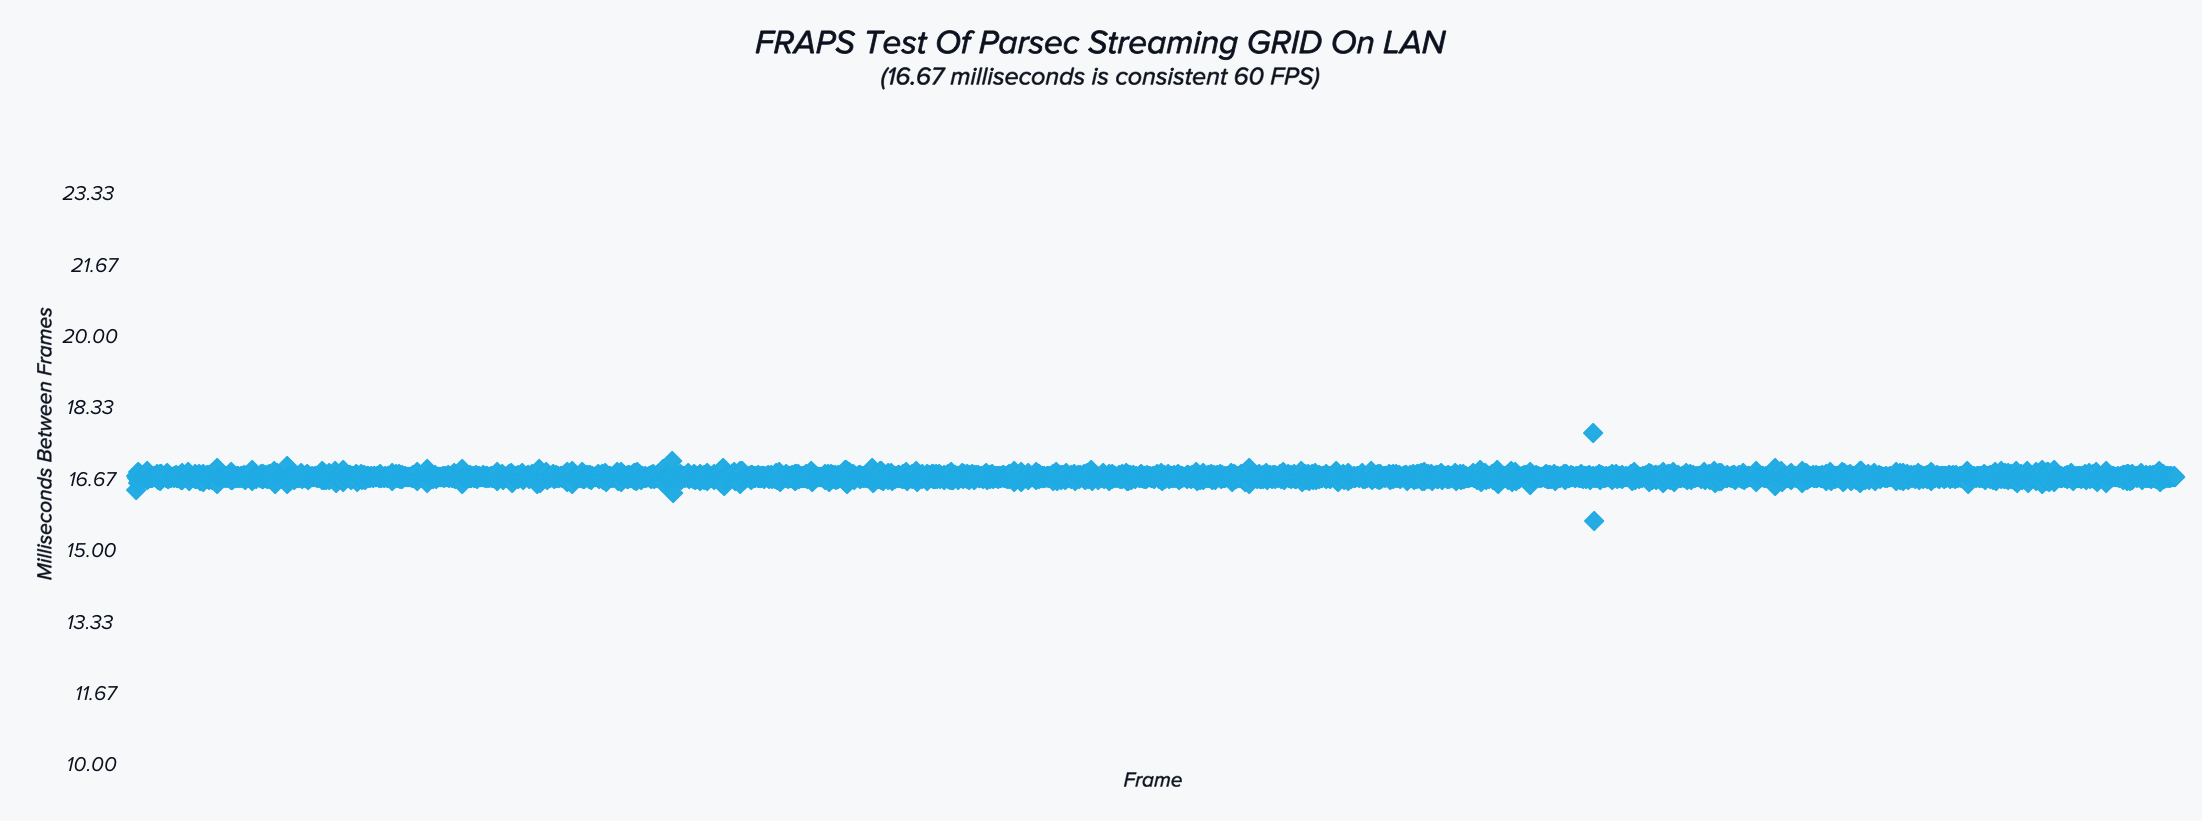 FRAPS Test Of Parsec Streaming GRID On LAN
(16.67 milliseconds is consistent 60 FPS)
Milliseconds Between Frames
23.33
21.67
20.00
18.33
16.67
15.00
13.33
11.67
10.00
Frame